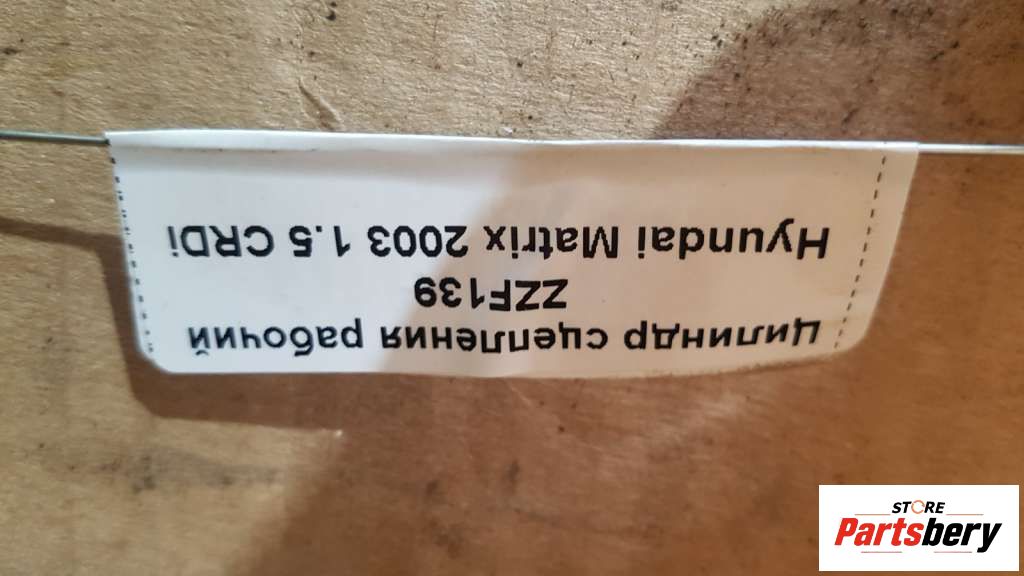 Цилиндр сцепления рабочий
ZZF139
Hyundai Matrix 2003 1.5 CRDi
STORE
Partsbery